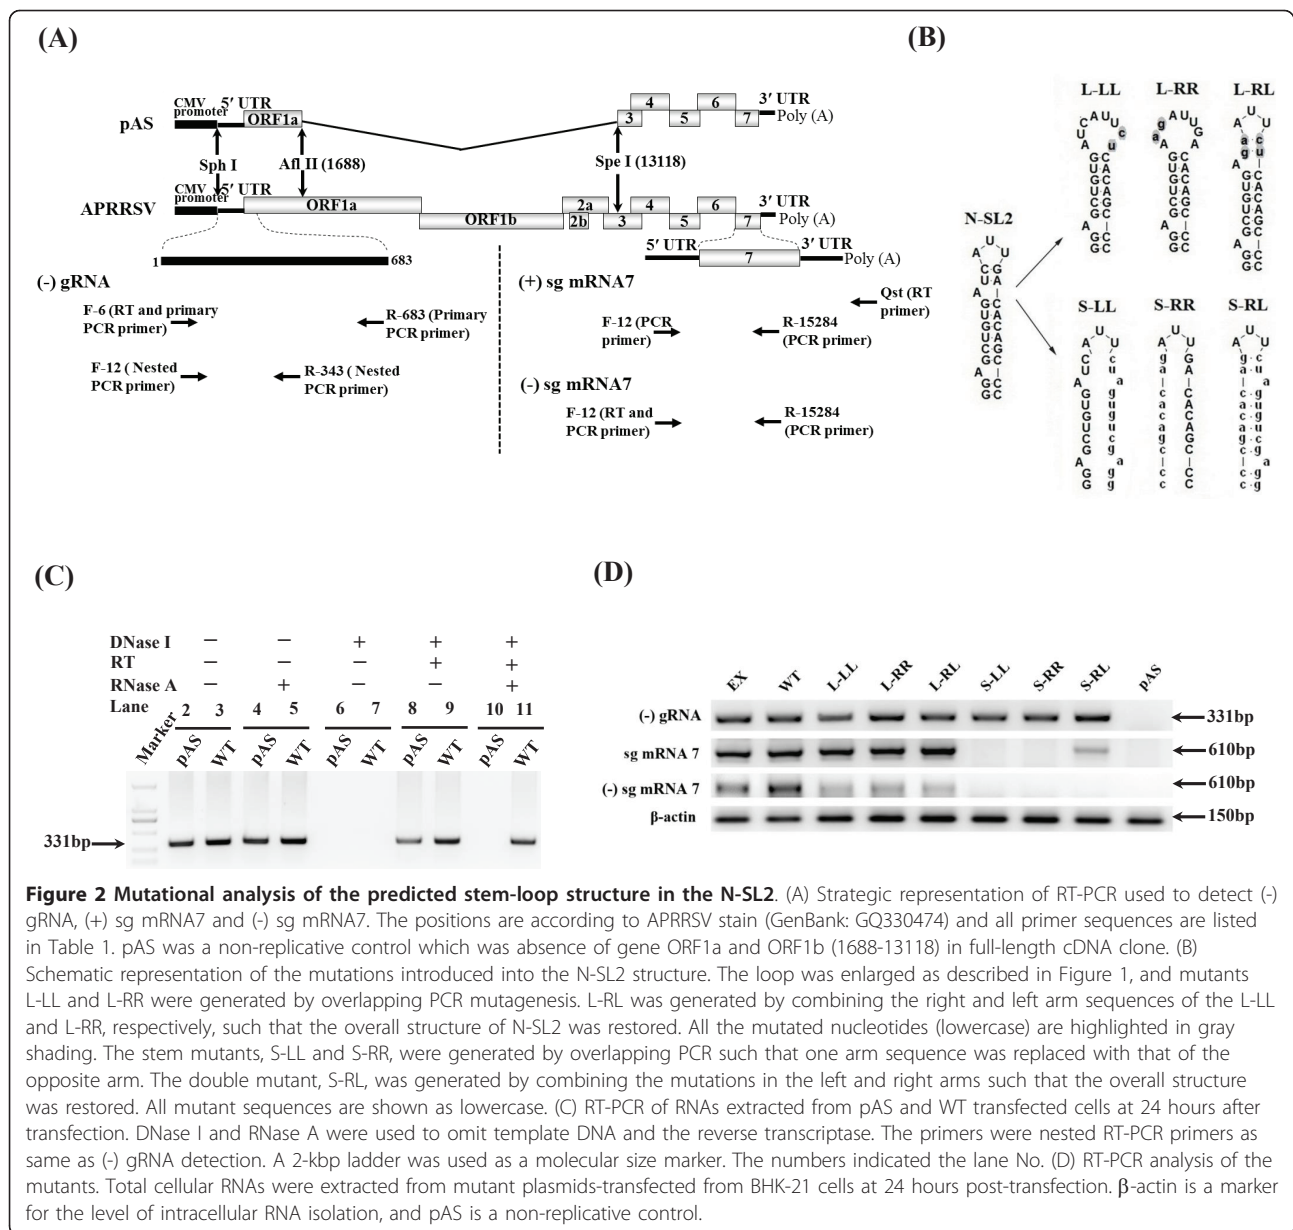 (A)
CMV promoter
5′ UTR
3′ UTR
pAS
ORF1a
3
4
5
6
7
Poly (A)
Sph I
Afl II (1688)
Spe I (13118)
CMV promoter
5′ UTR
3′ UTR
APRRSV
ORF1a
ORF1b
2a
2b
3
4
5
6
7
Poly (A)
5′ UTR
3′ UTR
7
Poly (A)
1
683
(-) gRNA
F-6 (RT and primary
PCR primer)
R-683 (Primary
PCR primer)
F-12 ( Nested
PCR primer)
R-343 (Nested
PCR primer)
(+) sg mRNA7
Qst (RT
primer)
F-12 (PCR
primer)
R-15284
(PCR primer)
(-) sg mRNA7
F-12 (RT and
PCR primer)
R-15284
(PCR primer)
(B)
L-LL
L-RR
L-RL
N-SL2
S-LL
S-RR
S-RL
(C)
DNase I − − + + +
RT − − − + +
RNase A − + − − +
Lane 2 3 4 5 6 7 8 9 10 11
Marker pAS WT pAS WT pAS WT pAS WT pAS WT
331bp
(D)
EX WT L-LL L-RR L-RL S-LL S-RR S-RL pAS
(-) gRNA 331bp
sg mRNA 7 610bp
(-) sg mRNA 7 610bp
β-actin 150bp
Figure 2 Mutational analysis of the predicted stem-loop structure in the N-SL2. (A) Strategic representation of RT-PCR used to detect (-)
gRNA, (+) sg mRNA7 and (-) sg mRNA7. The positions are according to APRRSV stain (GenBank: GQ330474) and all primer sequences are listed
in Table 1. pAS was a non-replicative control which was absence of gene ORF1a and ORF1b (1688-13118) in full-length cDNA clone. (B)
Schematic representation of the mutations introduced into the N-SL2 structure. The loop was enlarged as described in Figure 1, and mutants
L-LL and L-RR were generated by overlapping PCR mutagenesis. L-RL was generated by combining the right and left arm sequences of the L-LL
and L-RR, respectively, such that the overall structure of N-SL2 was restored. All the mutated nucleotides (lowercase) are highlighted in gray
shading. The stem mutants, S-LL and S-RR, were generated by overlapping PCR such that one arm sequence was replaced with that of the
opposite arm. The double mutant, S-RL, was generated by combining the mutations in the left and right arms such that the overall structure
was restored. All mutant sequences are shown as lowercase. (C) RT-PCR of RNAs extracted from pAS and WT transfected cells at 24 hours after
transfection. DNase I and RNase A were used to omit template DNA and the reverse transcriptase. The primers were nested RT-PCR primers as
same as (-) gRNA detection. A 2-kbp ladder was used as a molecular size marker. The numbers indicated the lane No. (D) RT-PCR analysis of the
mutants. Total cellular RNAs were extracted from mutant plasmids-transfected from BHK-21 cells at 24 hours post-transfection. β-actin is a marker
for the level of intracellular RNA isolation, and pAS is a non-replicative control.